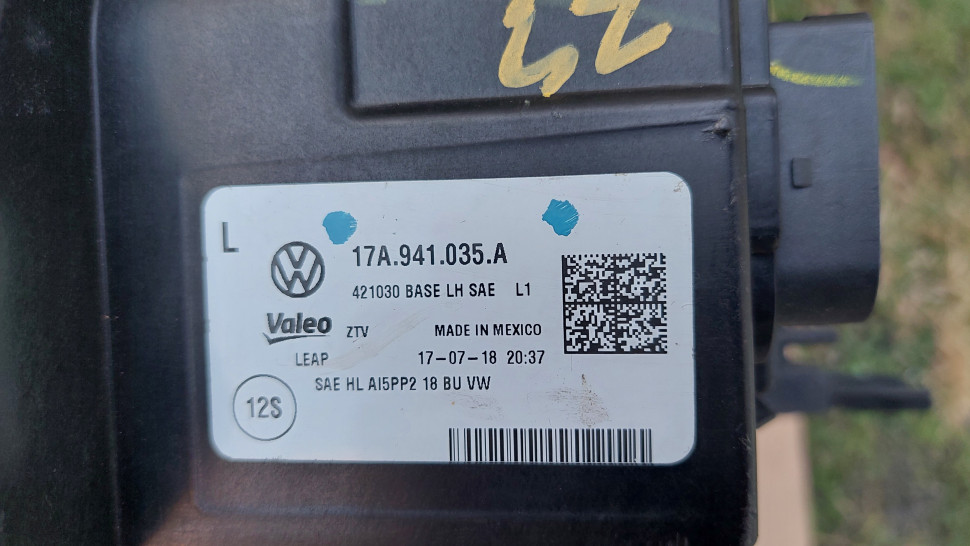 22
L
17A.941.035.A
421030 BASE LH SAE L1
Valeo ZTV MADE IN MEXICO
LEAP 17-07-18 20:37
SAE HL AI5PP2 18 BU VW
12S